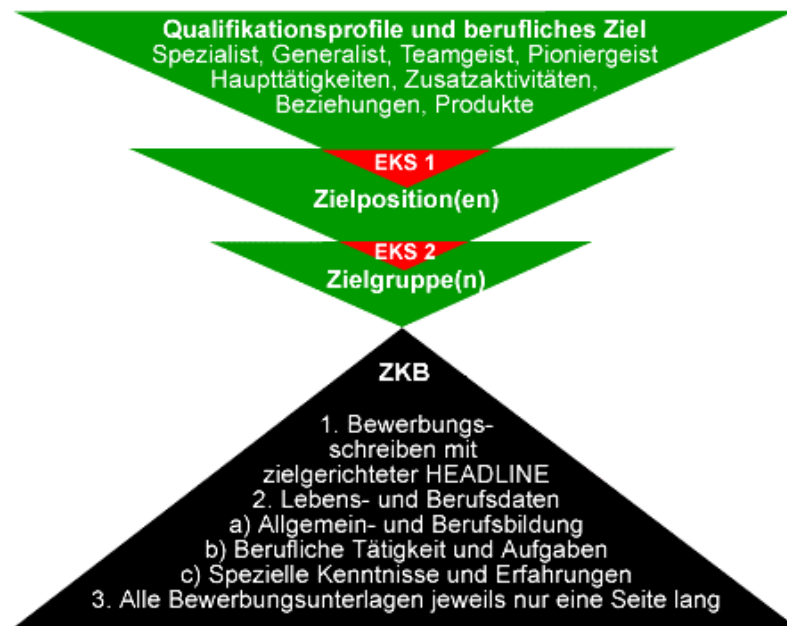 Qualifikationsprofile und berufliches Ziel
Spezialist, Generalist, Teamgeist, Pioniergeist
Haupttätigkeiten, Zusatzaktivitäten,
Beziehungen, Produkte
EKS 1
Zielposition(en)
EKS 2
Zielgruppe(n)
ZKB
1. Bewerbungs-
schreiben mit
zielgerichteter HEADLINE
2. Lebens- und Berufsdaten
a) Allgemein- und Berufsbildung
b) Berufliche Tätigkeit und Aufgaben
c) Spezielle Kenntnisse und Erfahrungen
3. Alle Bewerbungsunterlagen jeweils nur eine Seite lang